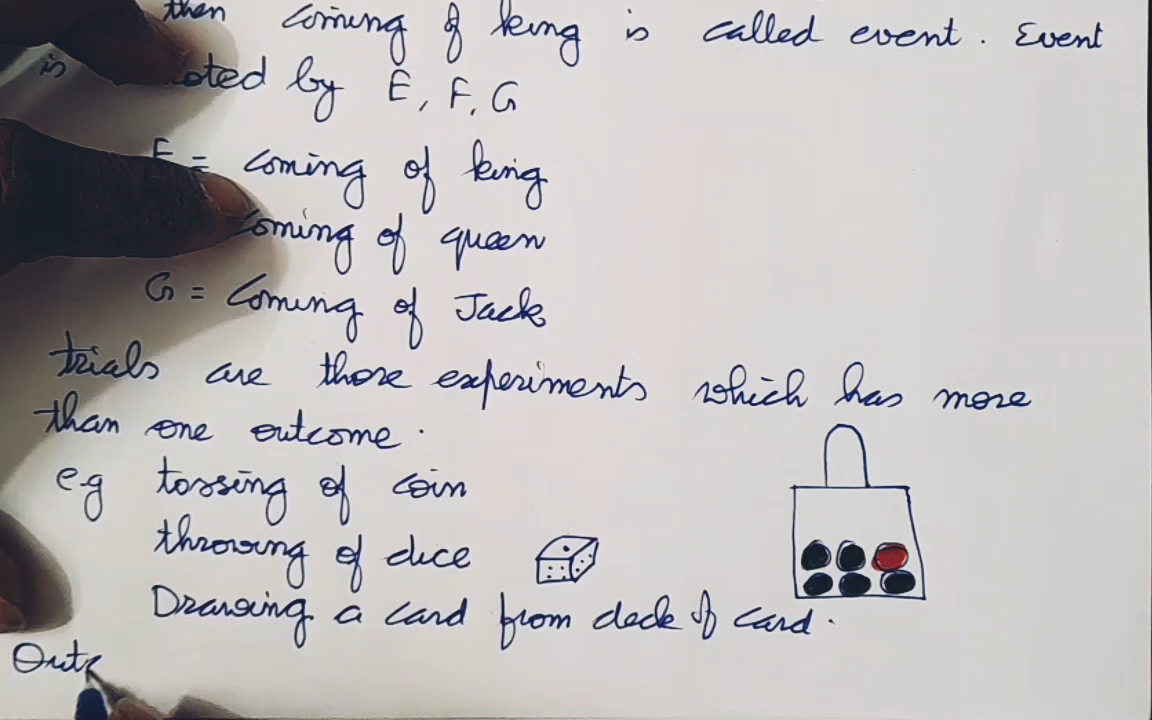 then coming of king is called event. Event
is oted by E, F, G
E = coming of king
coming of queen
G = Coming of Jack
trials are those experiments which has more
than one outcome.
eg tossing of coin
throwing of dice
Drawing a card from deck of card.
Out